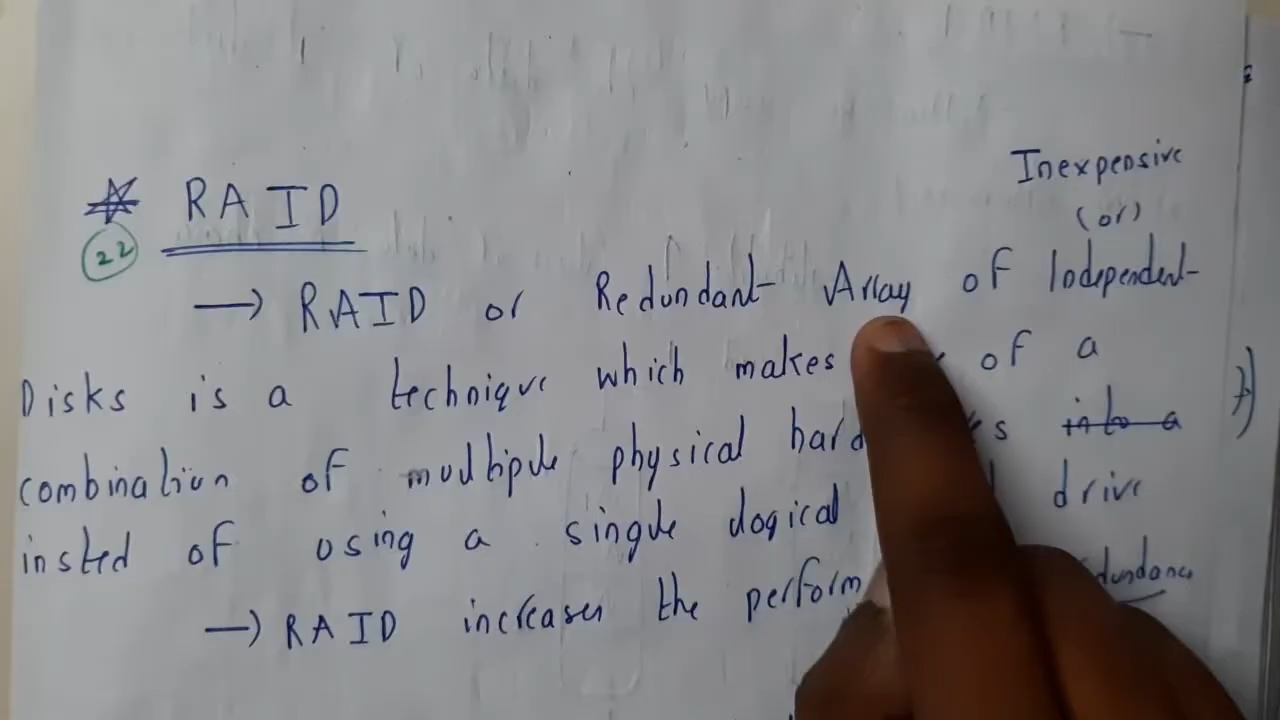 * RAID
22
Inexpensive
(or)
→ RAID or Redundant Array of Independent
Disks is a technique which makes of a
combination of multiple physical hard into a
insted of using a single logical drive
→ RAID increases the